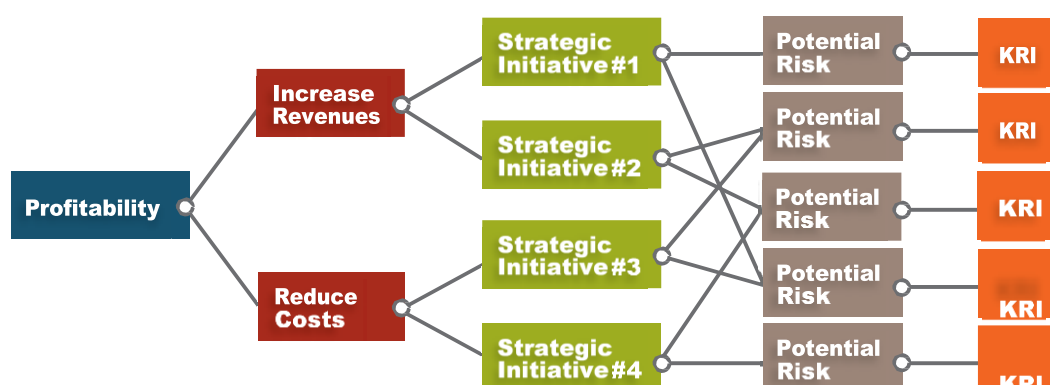 Profitability
Increase
Revenues
Reduce
Costs
Strategic
Initiative #1
Strategic
Initiative #2
Strategic
Initiative #3
Strategic
Initiative #4
Potential
Risk
Potential
Risk
Potential
Risk
Potential
Risk
Potential
Risk
KRI
KRI
KRI
KRI
KRI